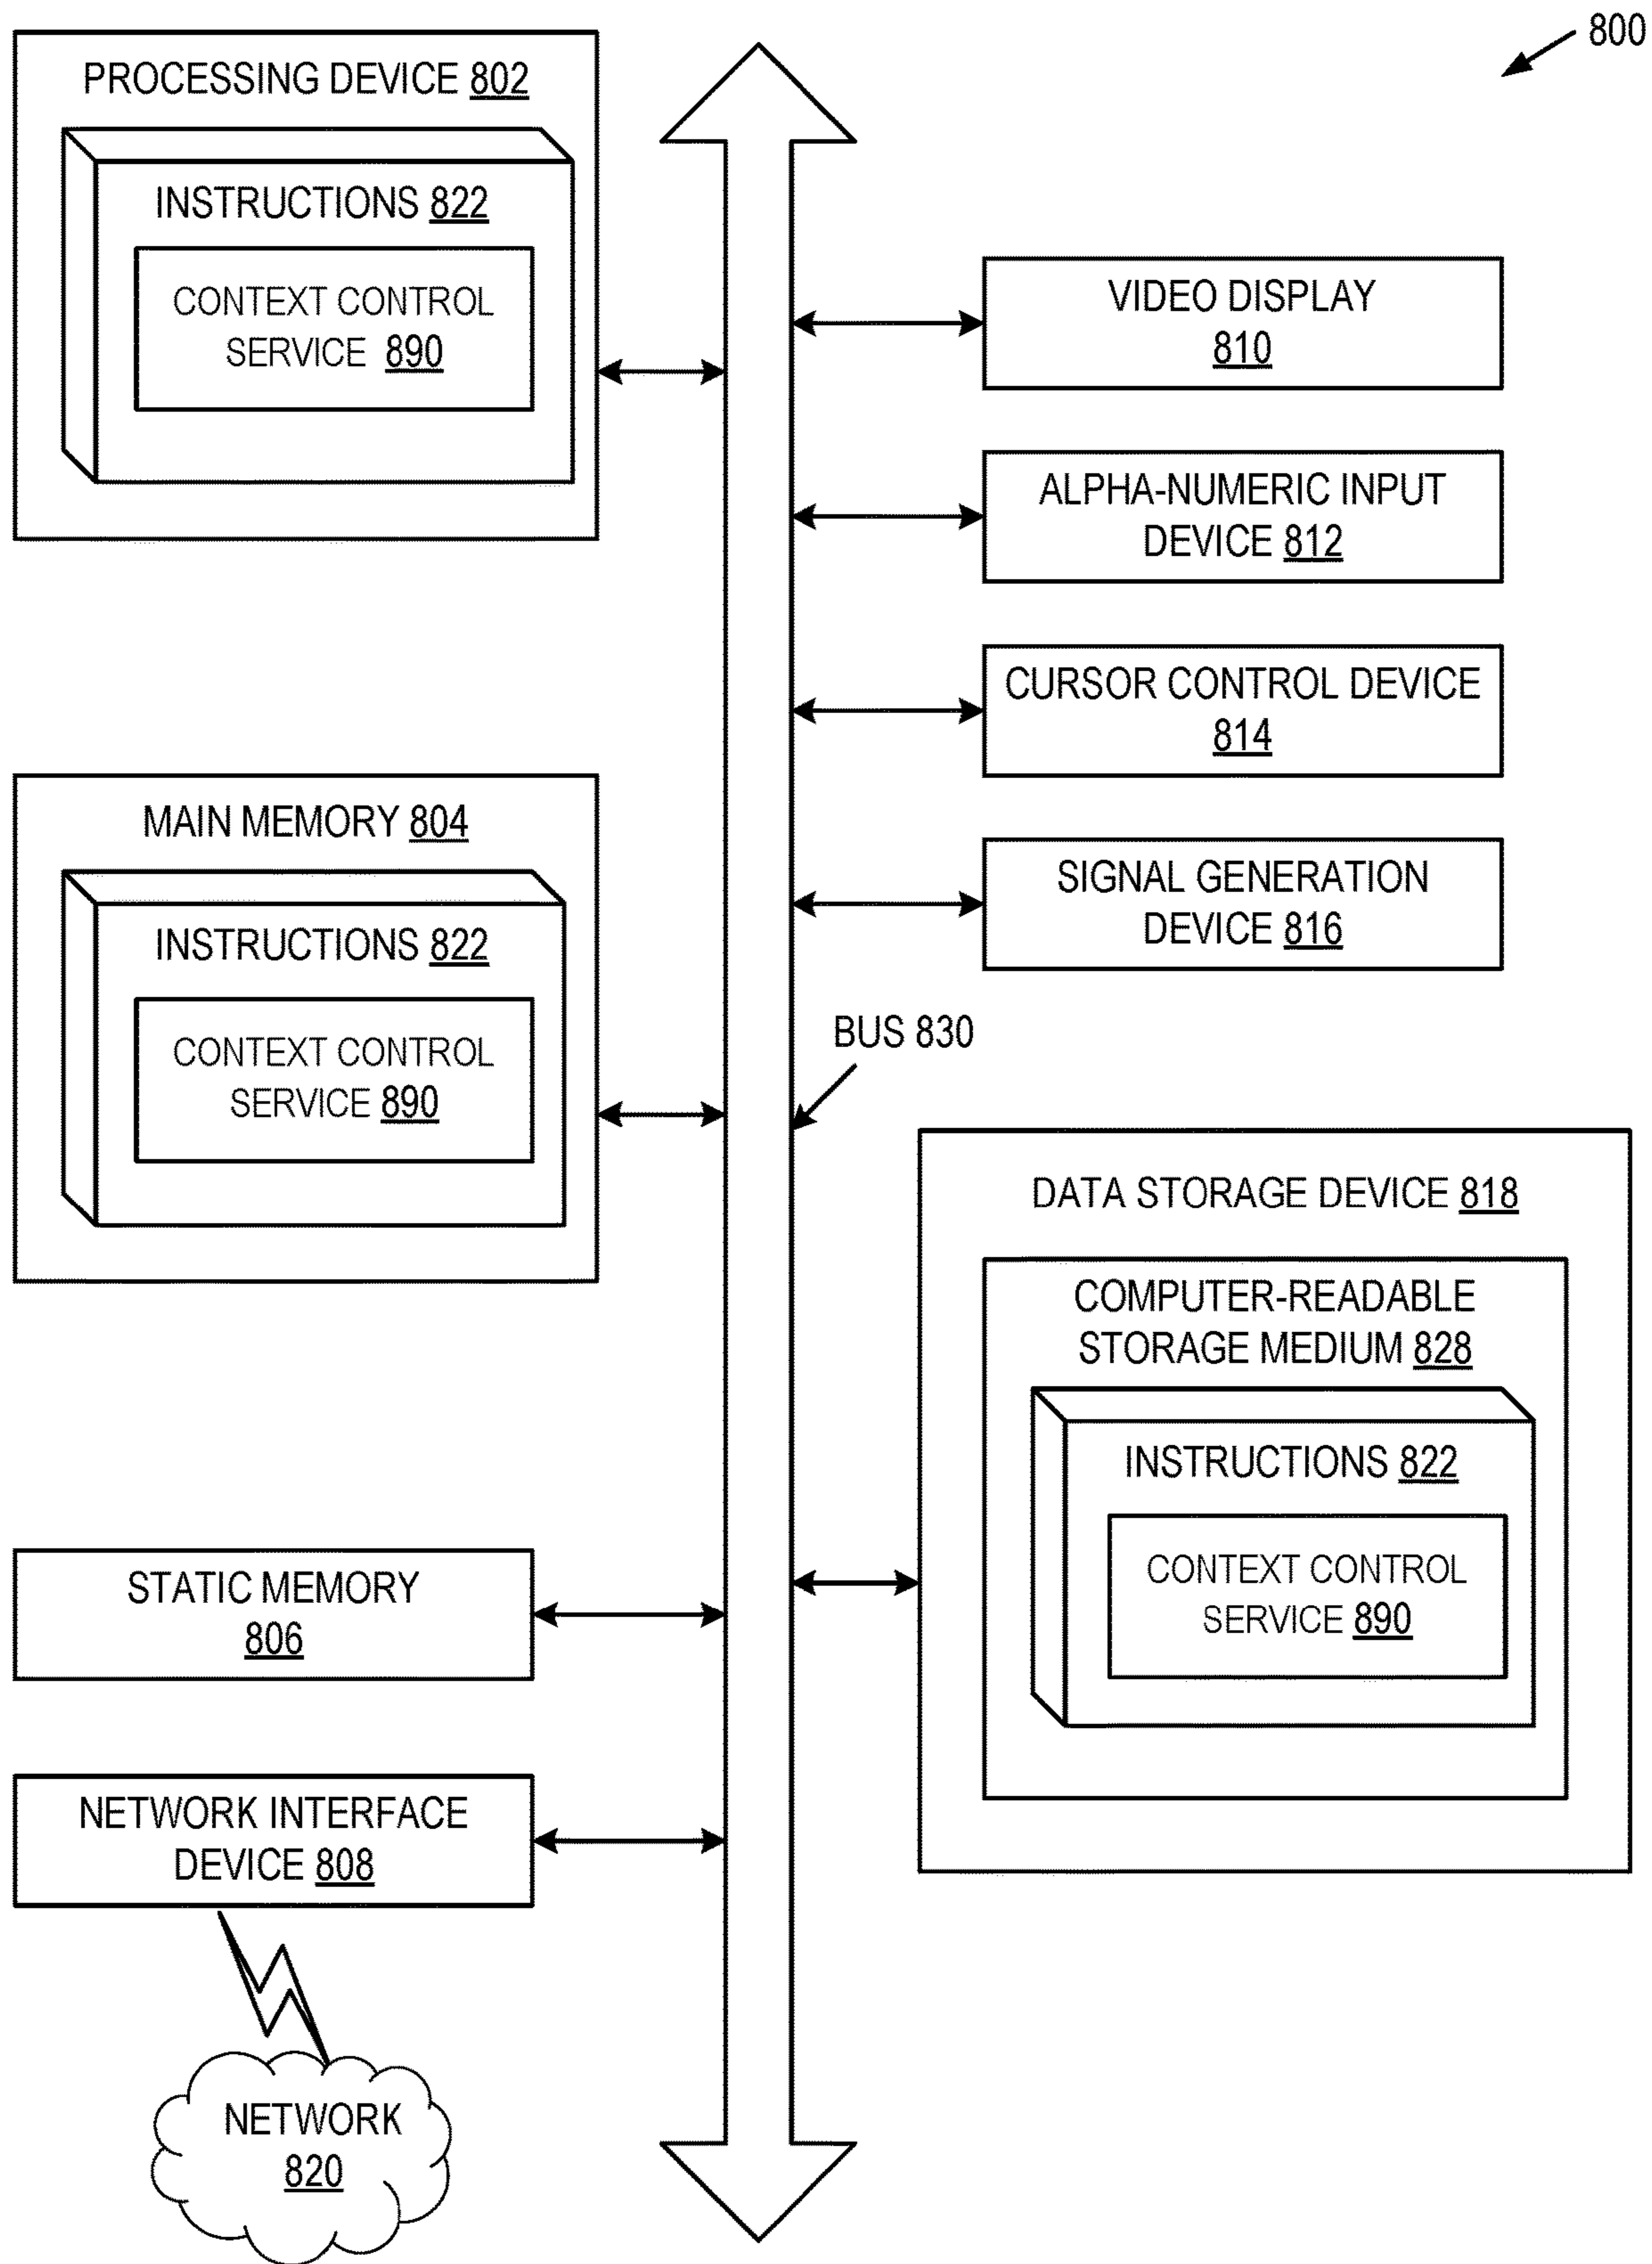 800
PROCESSING DEVICE 802
INSTRUCTIONS 822
CONTEXT CONTROL
SERVICE 890
VIDEO DISPLAY
810
ALPHA-NUMERIC INPUT
DEVICE 812
CURSOR CONTROL DEVICE
814
MAIN MEMORY 804
INSTRUCTIONS 822
CONTEXT CONTROL
SERVICE 890
SIGNAL GENERATION
DEVICE 816
BUS 830
DATA STORAGE DEVICE 818
COMPUTER-READABLE
STORAGE MEDIUM 828
INSTRUCTIONS 822
CONTEXT CONTROL
SERVICE 890
STATIC MEMORY
806
NETWORK INTERFACE
DEVICE 808
NETWORK
820